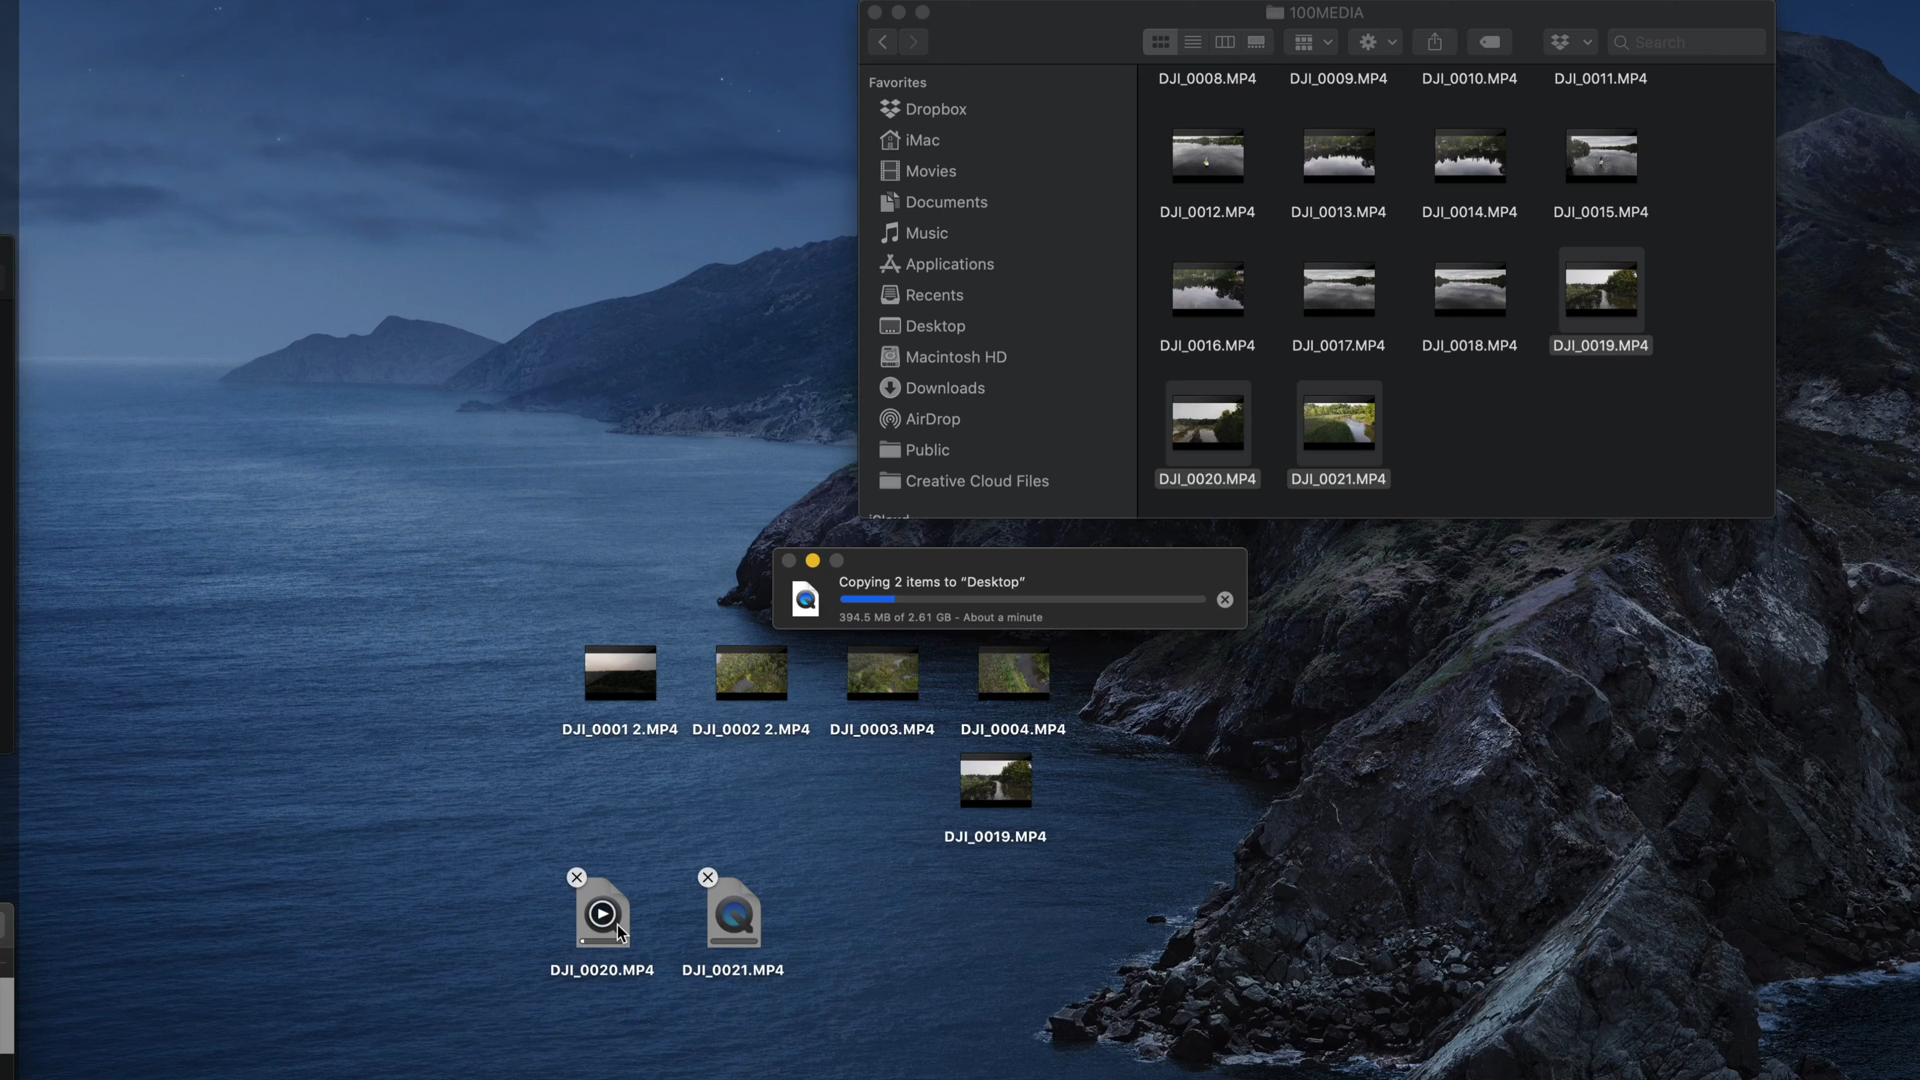 100MEDIA
Search
Favorites
Dropbox
iMac
Movies
Documents
Music
Applications
Recents
Desktop
Macintosh HD
Downloads
AirDrop
Public
Creative Cloud Files
iCloud
DJI_0008.MP4 DJI_0009.MP4 DJI_0010.MP4 DJI_0011.MP4
DJI_0012.MP4 DJI_0013.MP4 DJI_0014.MP4 DJI_0015.MP4
DJI_0016.MP4 DJI_0017.MP4 DJI_0018.MP4 DJI_0019.MP4
DJI_0020.MP4 DJI_0021.MP4
Copying 2 items to “Desktop”
394.5 MB of 2.61 GB - About a minute
DJI_0001 2.MP4 DJI_0002 2.MP4 DJI_0003.MP4 DJI_0004.MP4
DJI_0019.MP4
DJI_0020.MP4 DJI_0021.MP4